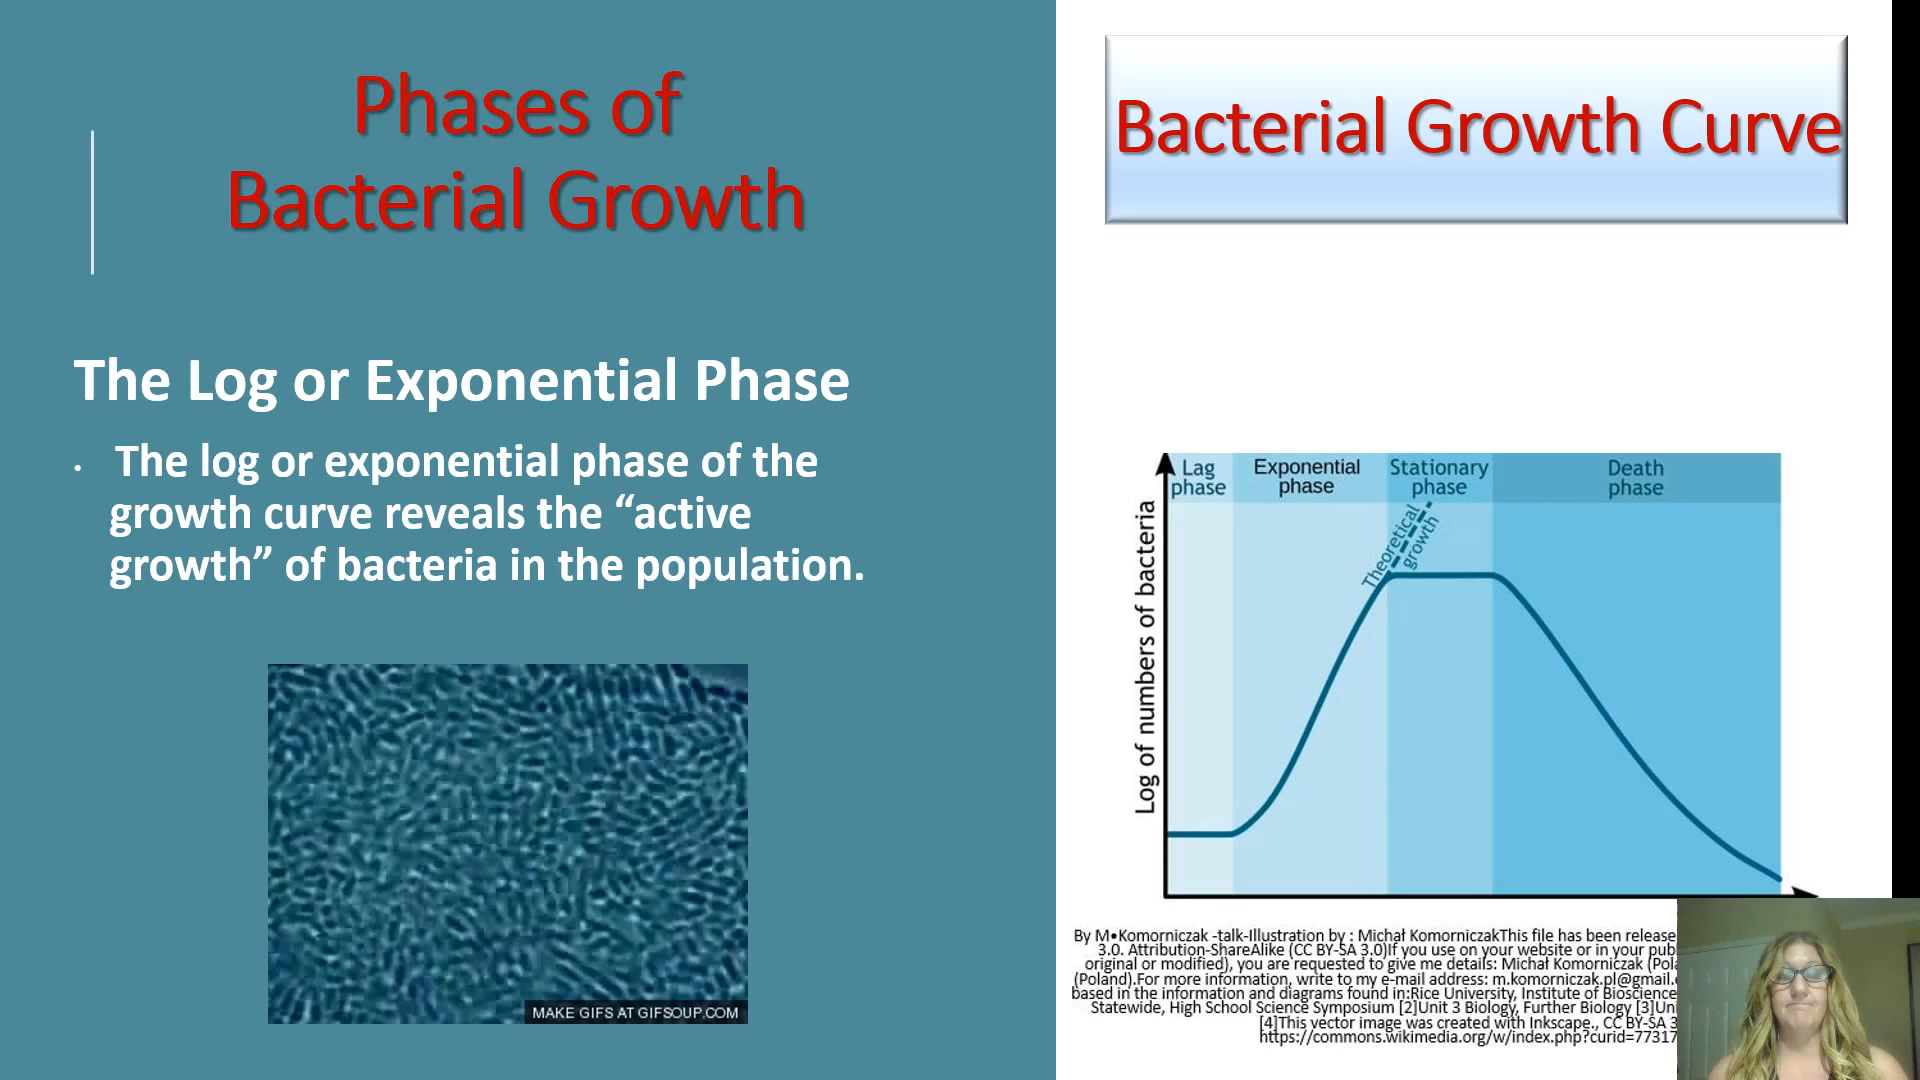 Phases of
Bacterial Growth
The Log or Exponential Phase
• The log or exponential phase of the
growth curve reveals the “active
growth” of bacteria in the population.
MAKE GIFS AT GIFSOUP.COM
Bacterial Growth Curve
Lag
phase
Exponential
phase
Stationary
phase
Death
phase
Theoretical
growth
Log of numbers of bacteria
By M•Komorniczak -talk-Illustration by : Michał KomorniczakThis file has been
3.0. Attribution-ShareAlike (CC BY-SA 3.0)If you use on your website or in your
original or modified), you are requested to give me details: Michał Komorniczak
(Poland).For more information, write to my e-mail address: m.komorniczak.pl@gmail.
based in the information and diagrams found in:Rice University, Institute of
Statewide, High School Science Symposium [2]Unit 3 Biology, Further Biology
[4]This vector image was created with Inkscape., CC BY-SA
https://commons.wikimedia.org/w/index.php?curid=77317